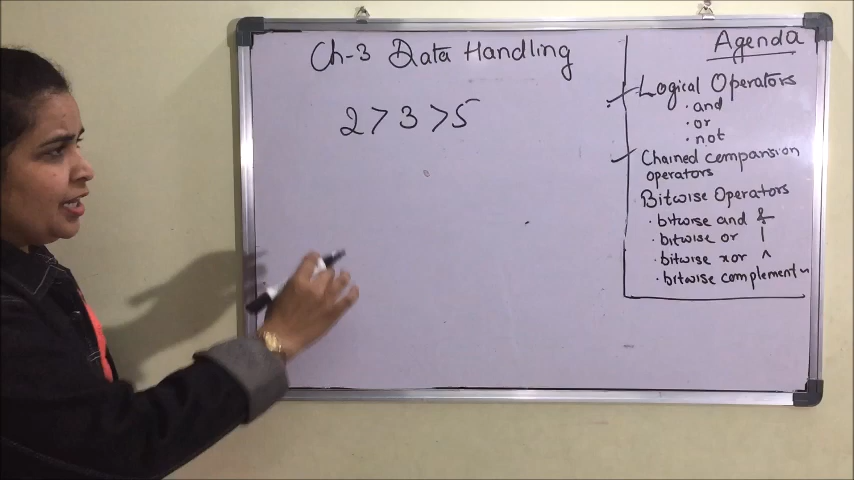 Ch-3 Data Handling
2 > 3 > 5
Agenda
Logical Operators
· and
· or
· not
Chained comparision
operators
Bitwise Operators
· bitwise and &
· bitwise or |
· bitwise xor ^
· bitwise complement ~